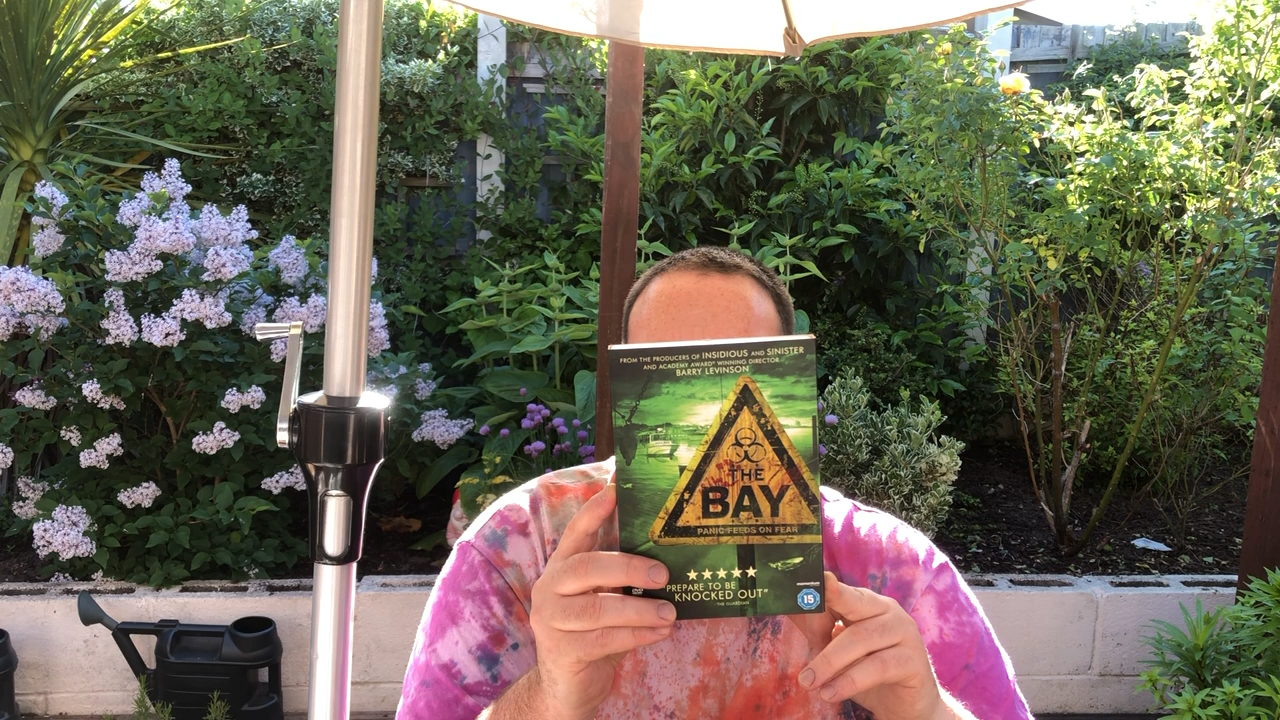 FROM THE PRODUCERS OF INSIDIOUS AND SINISTER
AND ACADEMY AWARD® WINNING DIRECTOR
BARRY LEVINSON
THE
BAY
PANIC FEEDS ON FEAR
PREPARE TO BE
KNOCKED OUT"
- THE GUARDIAN
DVD
15